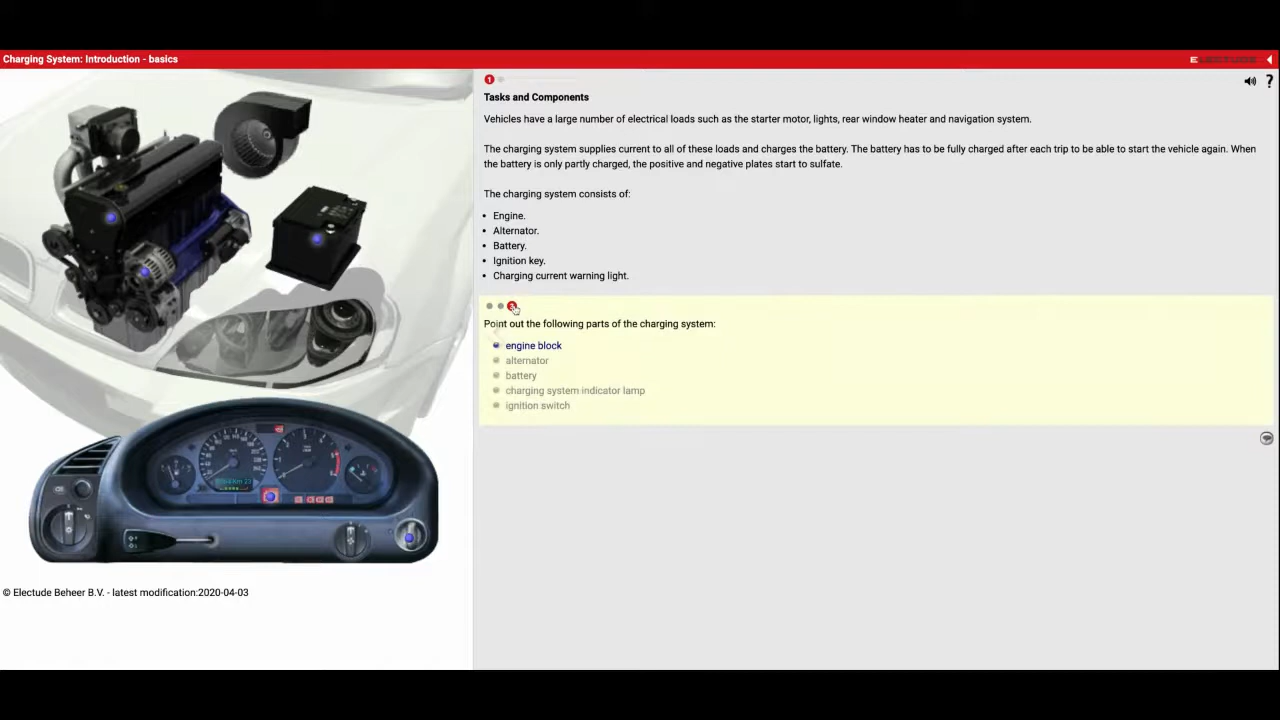 Charging System: Introduction - basics
1
Tasks and Components
Vehicles have a large number of electrical loads such as the starter motor, lights, rear window heater and navigation system.
The charging system supplies current to all of these loads and charges the battery. The battery has to be fully charged after each trip to be able to start the vehicle again. When
the battery is only partly charged, the positive and negative plates start to sulfate.
The charging system consists of:
• Engine.
• Alternator.
• Battery.
• Ignition key.
• Charging current warning light.
Point out the following parts of the charging system:
engine block
alternator
battery
charging system indicator lamp
ignition switch
© Electude Beheer B.V. - latest modification:2020-04-03